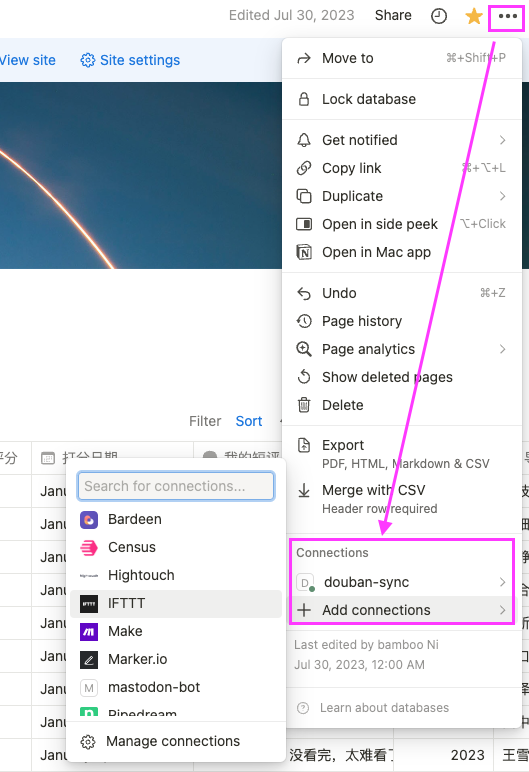 Edited Jul 30, 2023
Share
View site
Site settings
Move to ⌘+Shift+P
Lock database
Get notified
Copy link ⌘+⌥+L
Duplicate
Open in side peek ⌥+Click
Open in Mac app
Undo ⌘+Z
Page history
Page analytics
Show deleted pages
Delete
Filter Sort
Export
PDF, HTML, Markdown & CSV
Merge with CSV
Header row required
评分 打分日期 我的短评
Connections
douban-sync
Add connections
Last edited by bamboo Ni
Jul 30, 2023, 12:00 AM
Learn about databases
Search for connections...
Bardeen
Census
Hightouch
IFTTT
Make
Marker.io
mastodon-bot
Pipedream
Manage connections
Janu
Janu
Janu
Janu
Janu
Janu
Janu
Janu
Janu
没看完，太难看了 2023 王雪